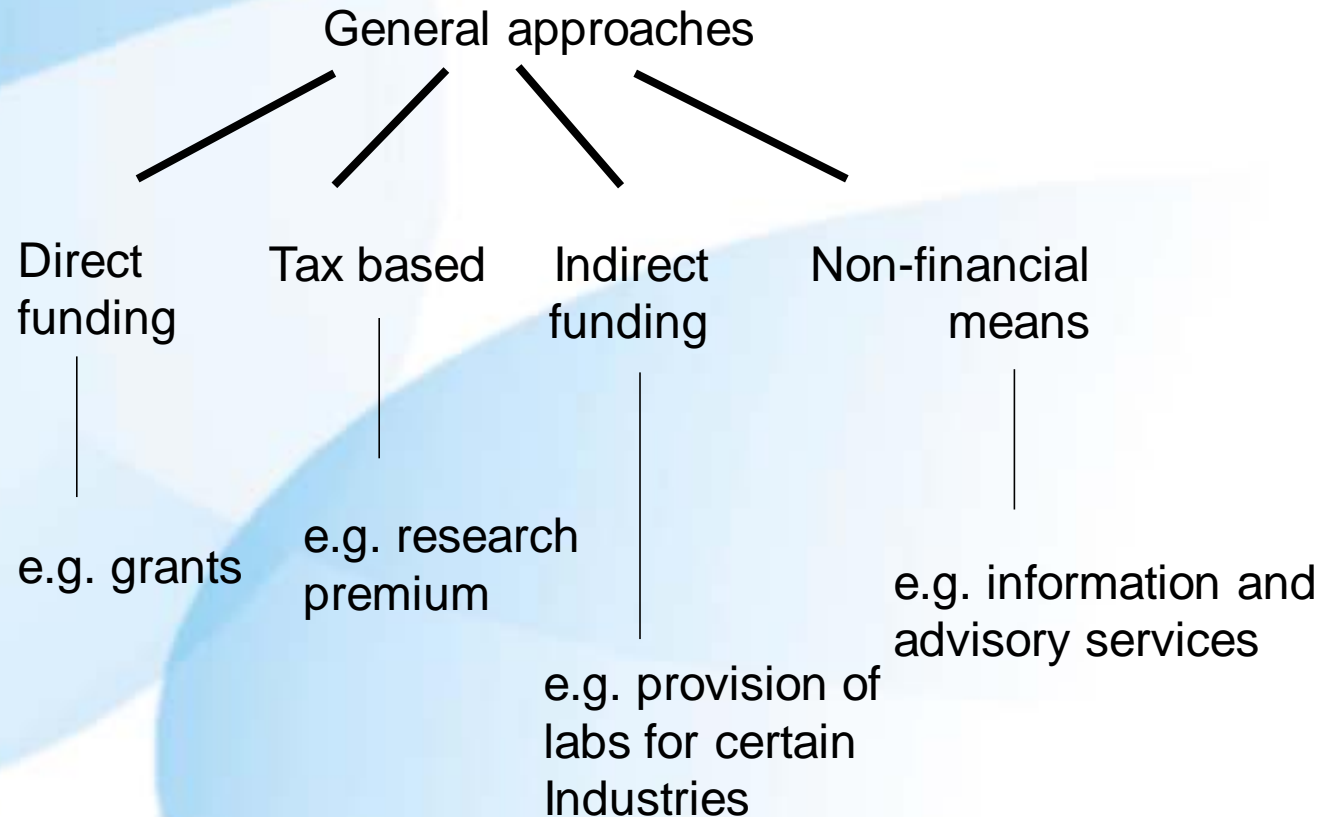 General approaches
Direct
funding
Tax based
Indirect
funding
Non-financial
means
e.g. grants
e.g. research
premium
e.g. provision of
labs for certain
Industries
e.g. information and
advisory services